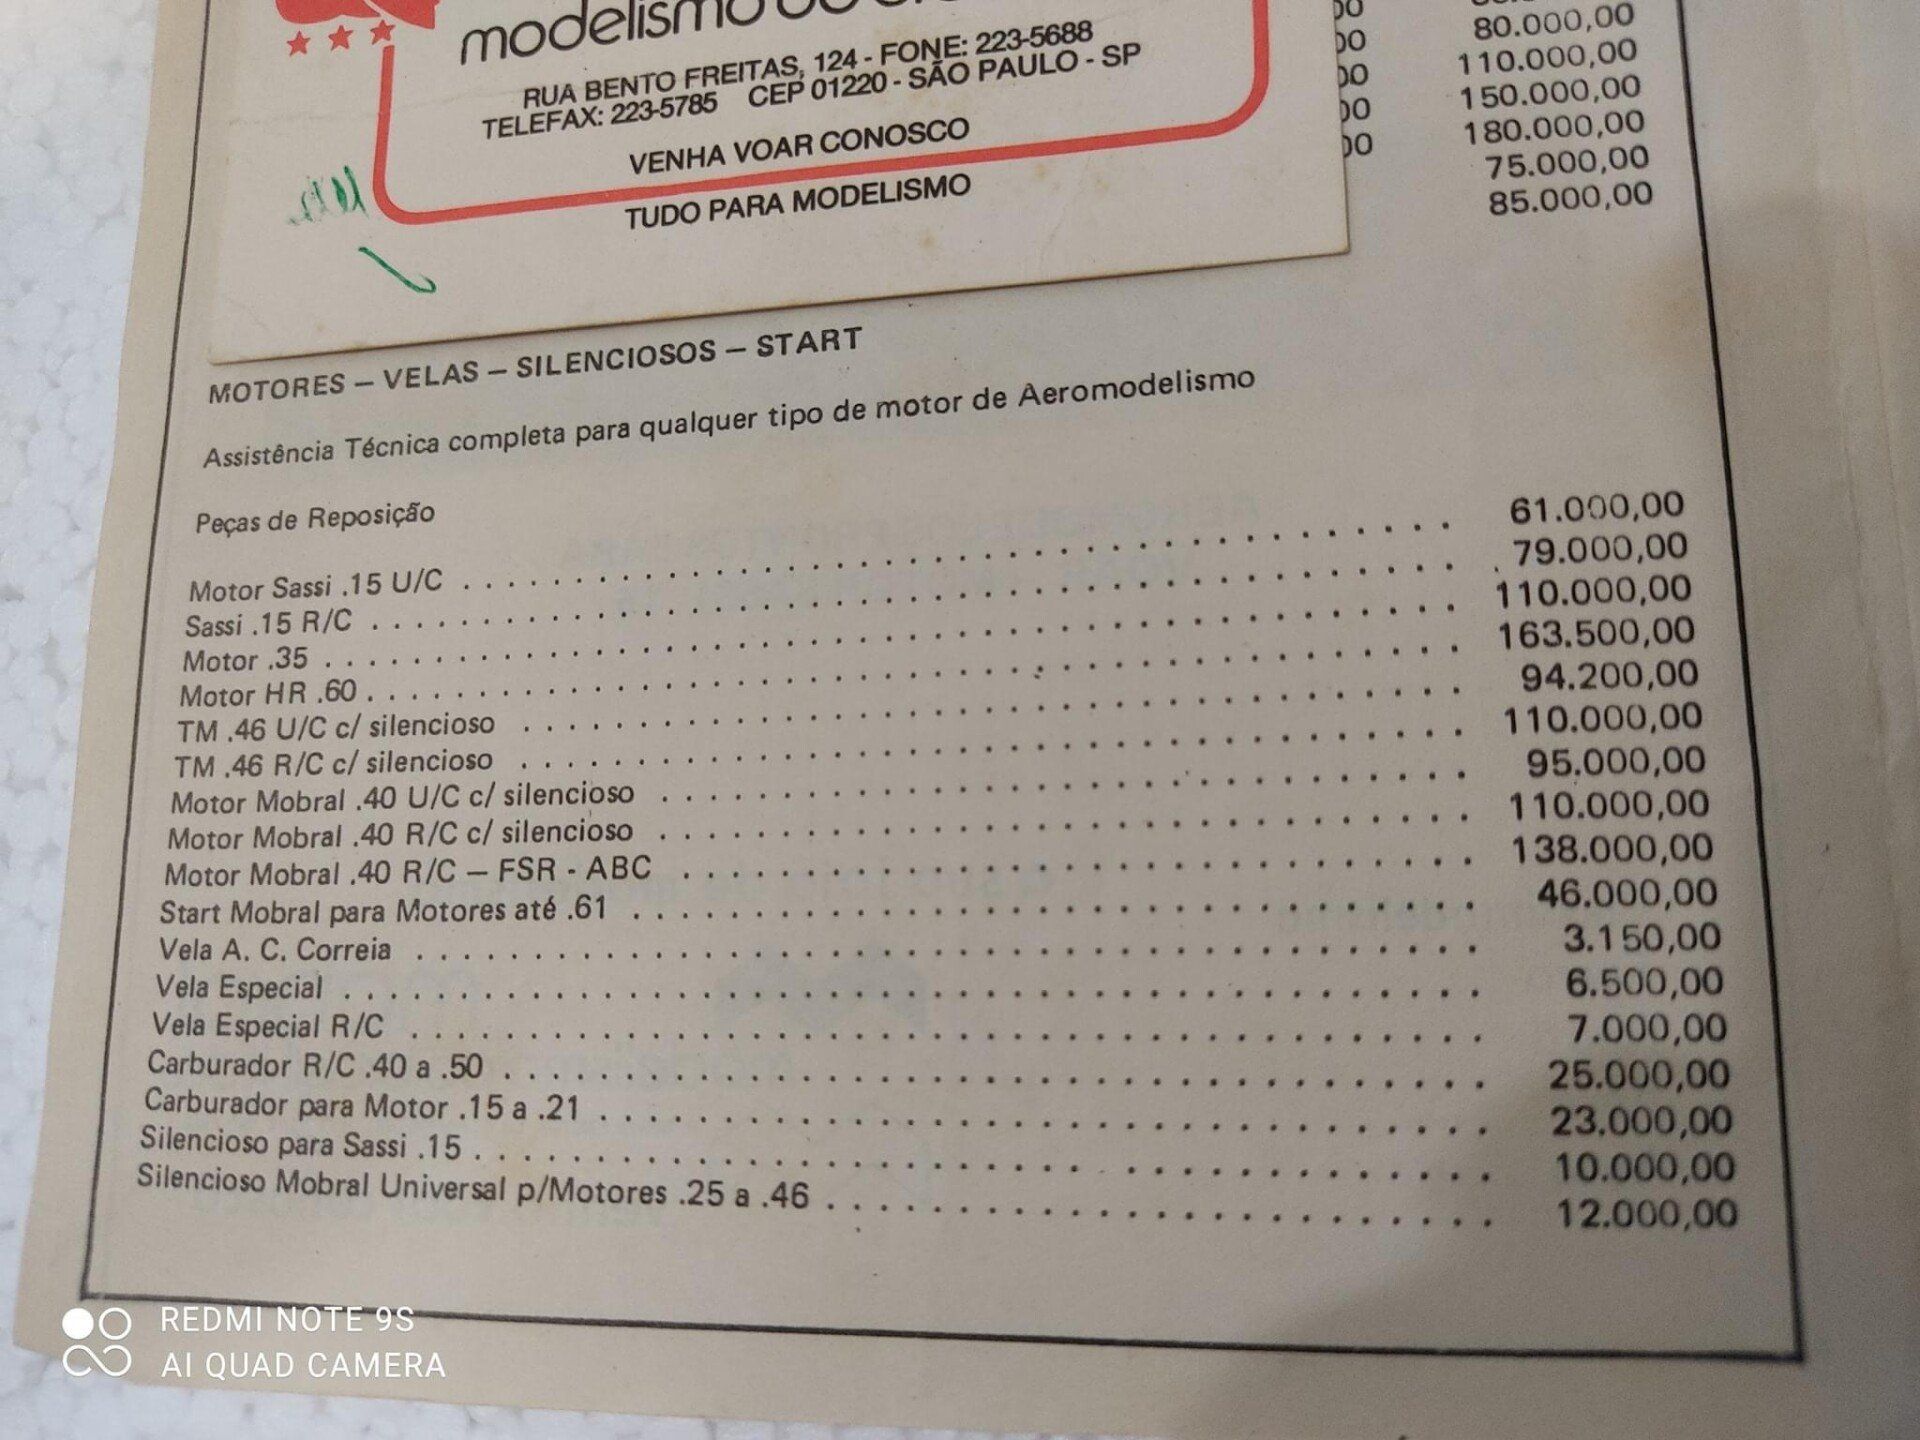 modelismo
RUA BENTO FREITAS, 124 - FONE: 223-5688
TELEFAX: 223-5785 CEP 01220 - SÃO PAULO - SP
VENHA VOAR CONOSCO
TUDO PARA MODELISMO
80.000,00
110.000,00
150.000,00
180.000,00
75.000,00
85.000,00
MOTORES – VELAS – SILENCIOSOS – START
Assistência Técnica completa para qualquer tipo de motor de Aeromodelismo
Peças de Reposição
Motor Sassi .15 U/C 61.000,00
Sassi .15 R/C 79.000,00
Motor .35 110.000,00
Motor HR .60 163.500,00
TM .46 U/C c/ silencioso 94.200,00
TM .46 R/C c/ silencioso 110.000,00
Motor Mobral .40 U/C c/ silencioso 95.000,00
Motor Mobral .40 R/C c/ silencioso 110.000,00
Motor Mobral .40 R/C – FSR - ABC 138.000,00
Start Mobral para Motores até .61 46.000,00
Vela A. C. Correia 3.150,00
Vela Especial 6.500,00
Vela Especial R/C 7.000,00
Carburador R/C .40 a .50 25.000,00
Carburador para Motor .15 a .21 23.000,00
Silencioso para Sassi .15 10.000,00
Silencioso Mobral Universal p/Motores .25 a .46 12.000,00
REDMI NOTE 9S
AI QUAD CAMERA